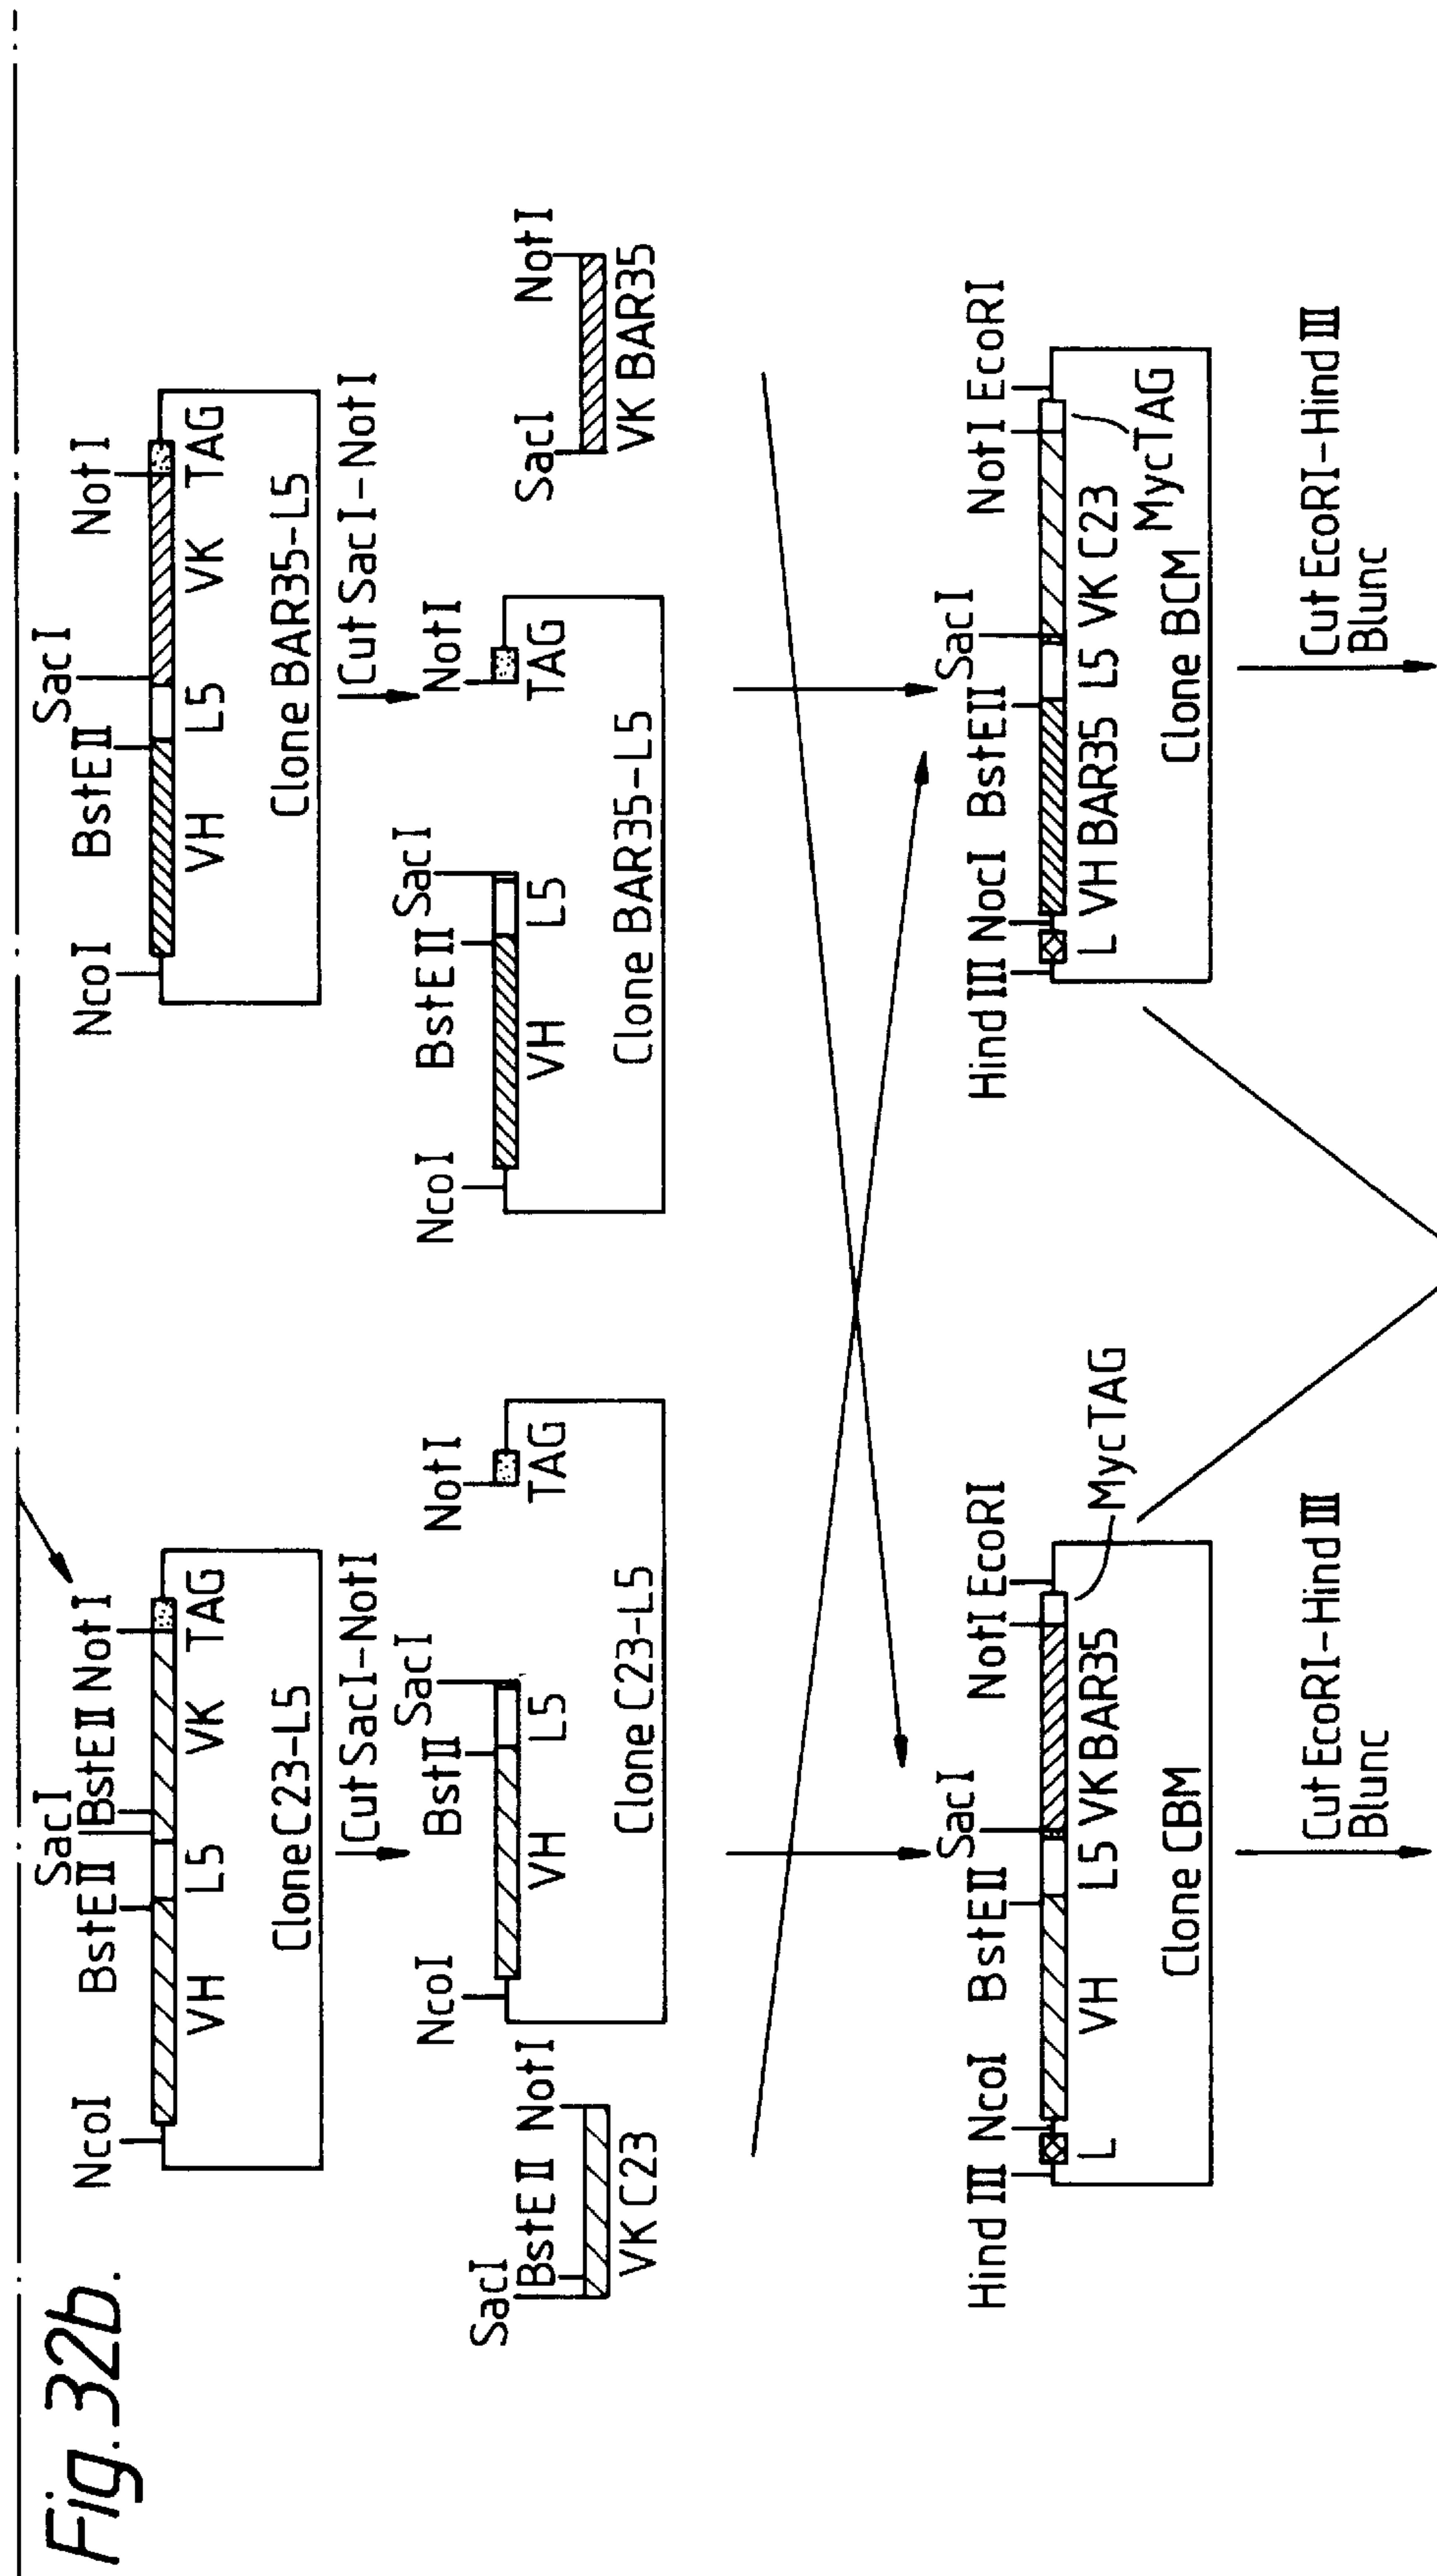 Fig. 32b.
NcoI BstEII SacI BstEII NotI
VH L5 VK TAG
Clone C23-L5
NcoI BstEII SacI NotI
VH L5 VK TAG
Clone BAR35-L5
Cut SacI-NotI
Cut SacI-NotI
SacI BstEII NotI
VK C23
NcoI BstII SacI NotI
VH L5 TAG
Clone C23-L5
NcoI BstEII SacI NotI
VH L5 TAG
Clone BAR35-L5
SacI NotI
VK BAR35
Hind III NcoI BstEII SacI NotI EcoRI
L VH L5 VK BAR35
MycTAG
Clone CBM
Hind III NocI BstEII SacI NotI EcoRI
L VH BAR35 L5 VK C23
MycTAG
Clone BCM
Cut EcoRI-Hind III
Blunc
Cut EcoRI-Hind III
Blunc